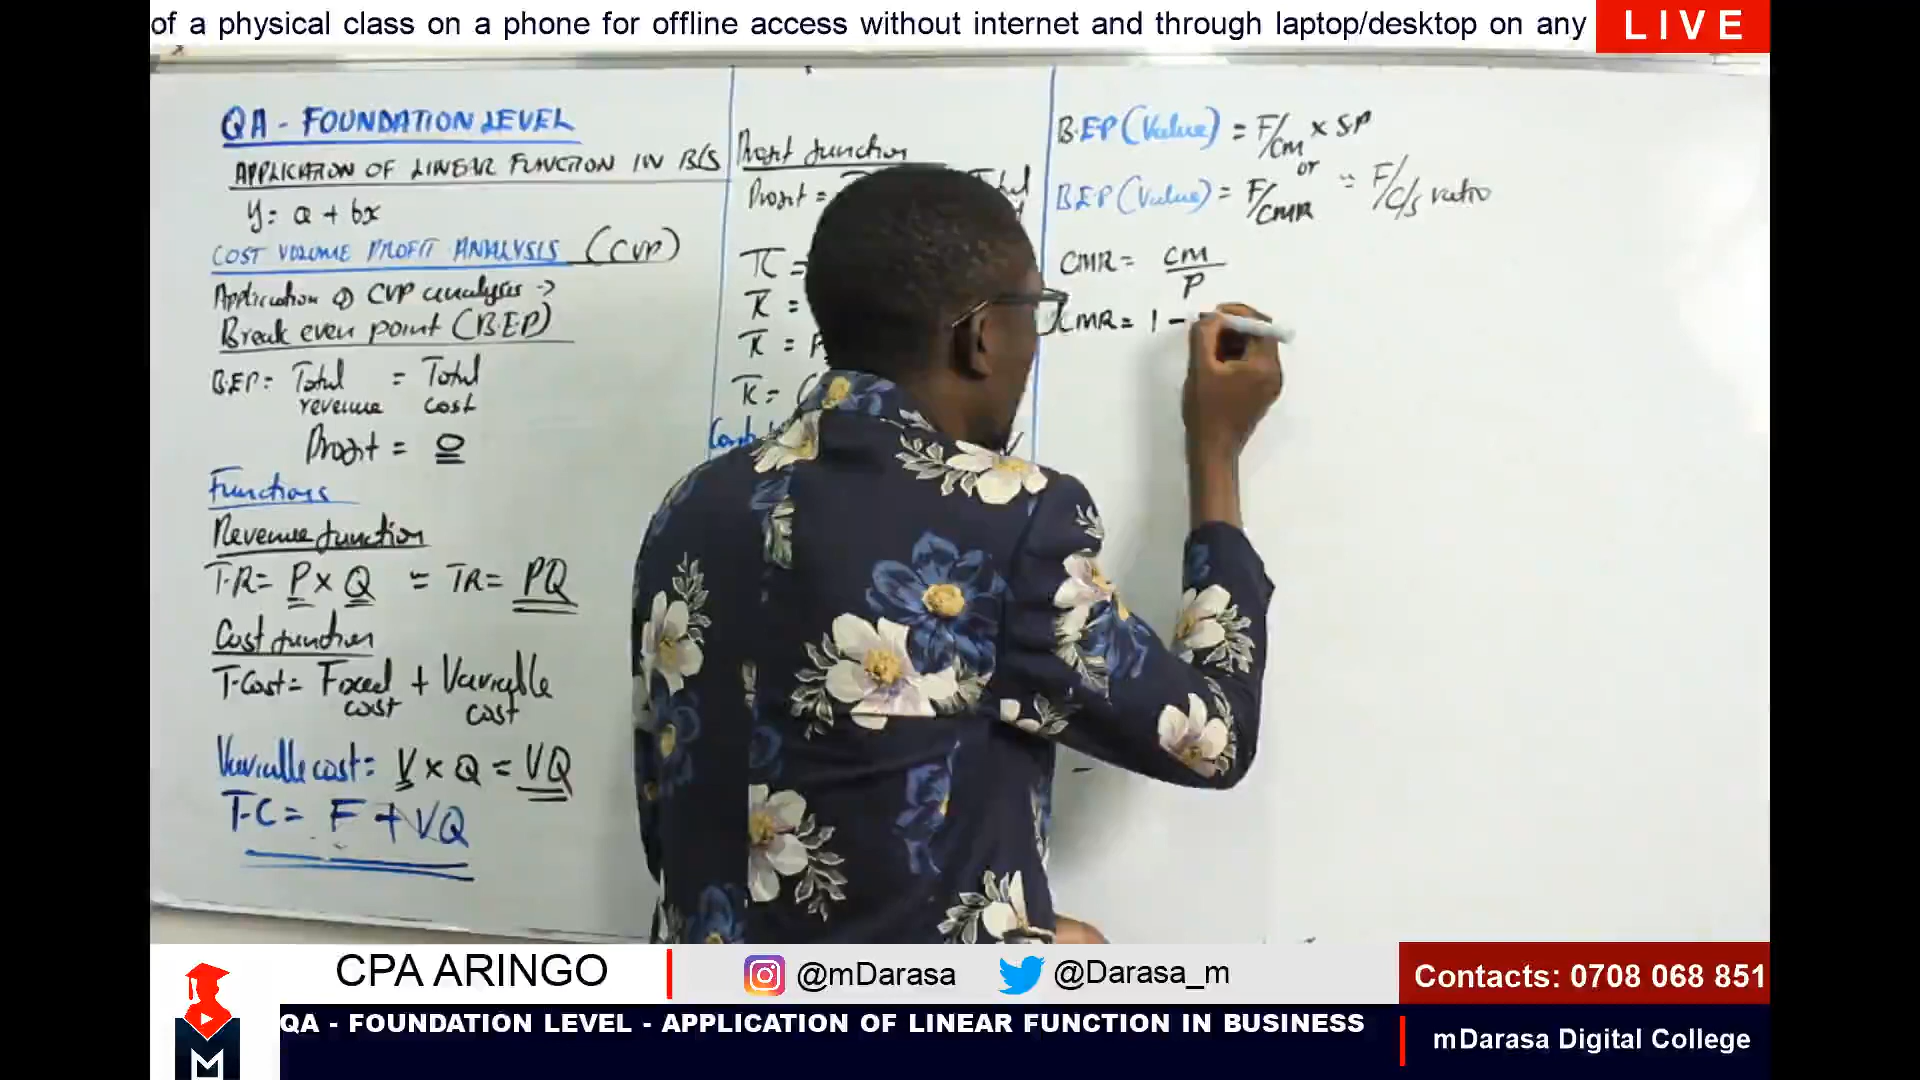 of a physical class on a phone for offline access without internet and through laptop/desktop on any
LIVE
QA - FOUNDATION LEVEL
APPLICATION OF LINEAR FUNCTION IN B/S
y = a + bx
COST VOLUME PROFIT ANALYSIS (CVP)
Application of CVP analysis →
Break even point (B.E.P)
B.E.P = Total revenue = Total cost
Profit = 0
Functions
Revenue function
T.R = P x Q = TR = PQ
Cost function
T.Cost = Fixed cost + Variable cost
Variable cost = V x Q = VQ
T.C = F + VQ
Profit function
Profit =
π =
π =
π = P
π = (
B.E.P (Value) = F/CM x SP
or
B.E.P (Value) = F/CMR = F/C/S ratio
CMR = CM/P
CMR = 1 -
CPA ARINGO
@mDarasa
@Darasa_m
Contacts: 0708 068 851
M
QA - FOUNDATION LEVEL - APPLICATION OF LINEAR FUNCTION IN BUSINESS
mDarasa Digital College